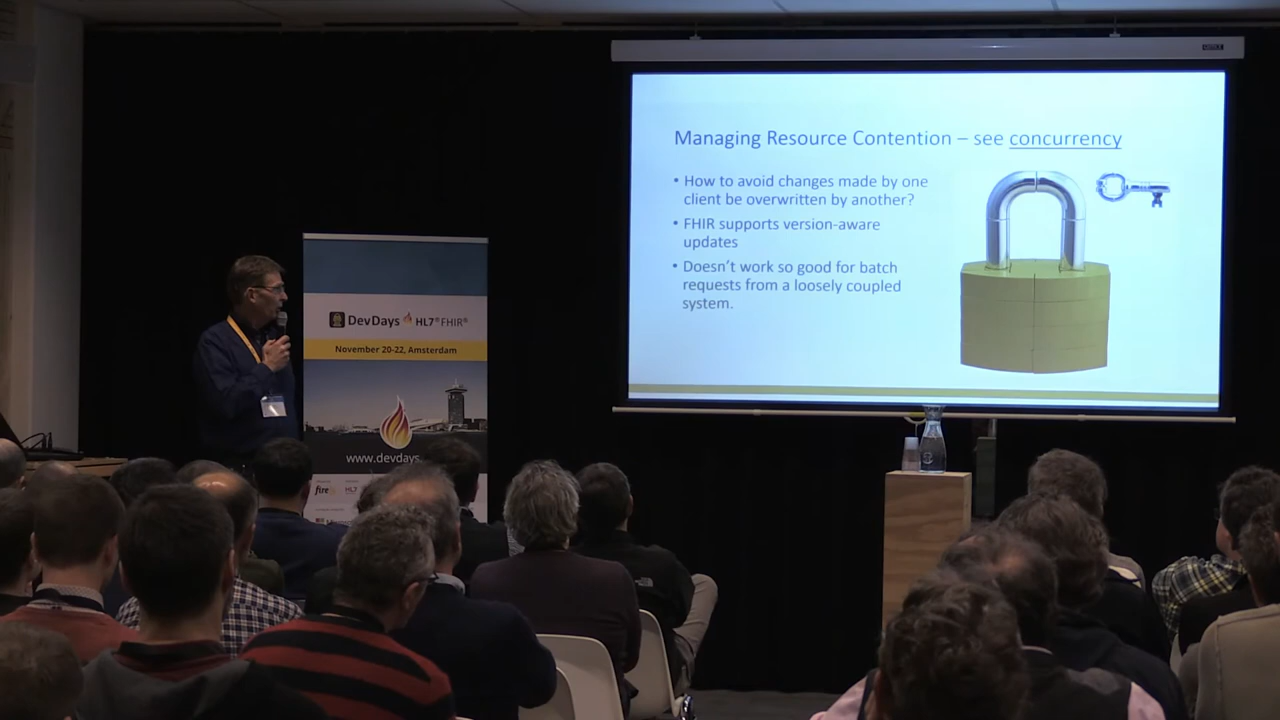 Managing Resource Contention – see concurrency
• How to avoid changes made by one
client be overwritten by another?
• FHIR supports version-aware
updates
• Doesn't work so good for batch
requests from a loosely coupled
system.
DevDays HL7® FHIR®
November 20-22, Amsterdam
www.devdays.
fire
HL7